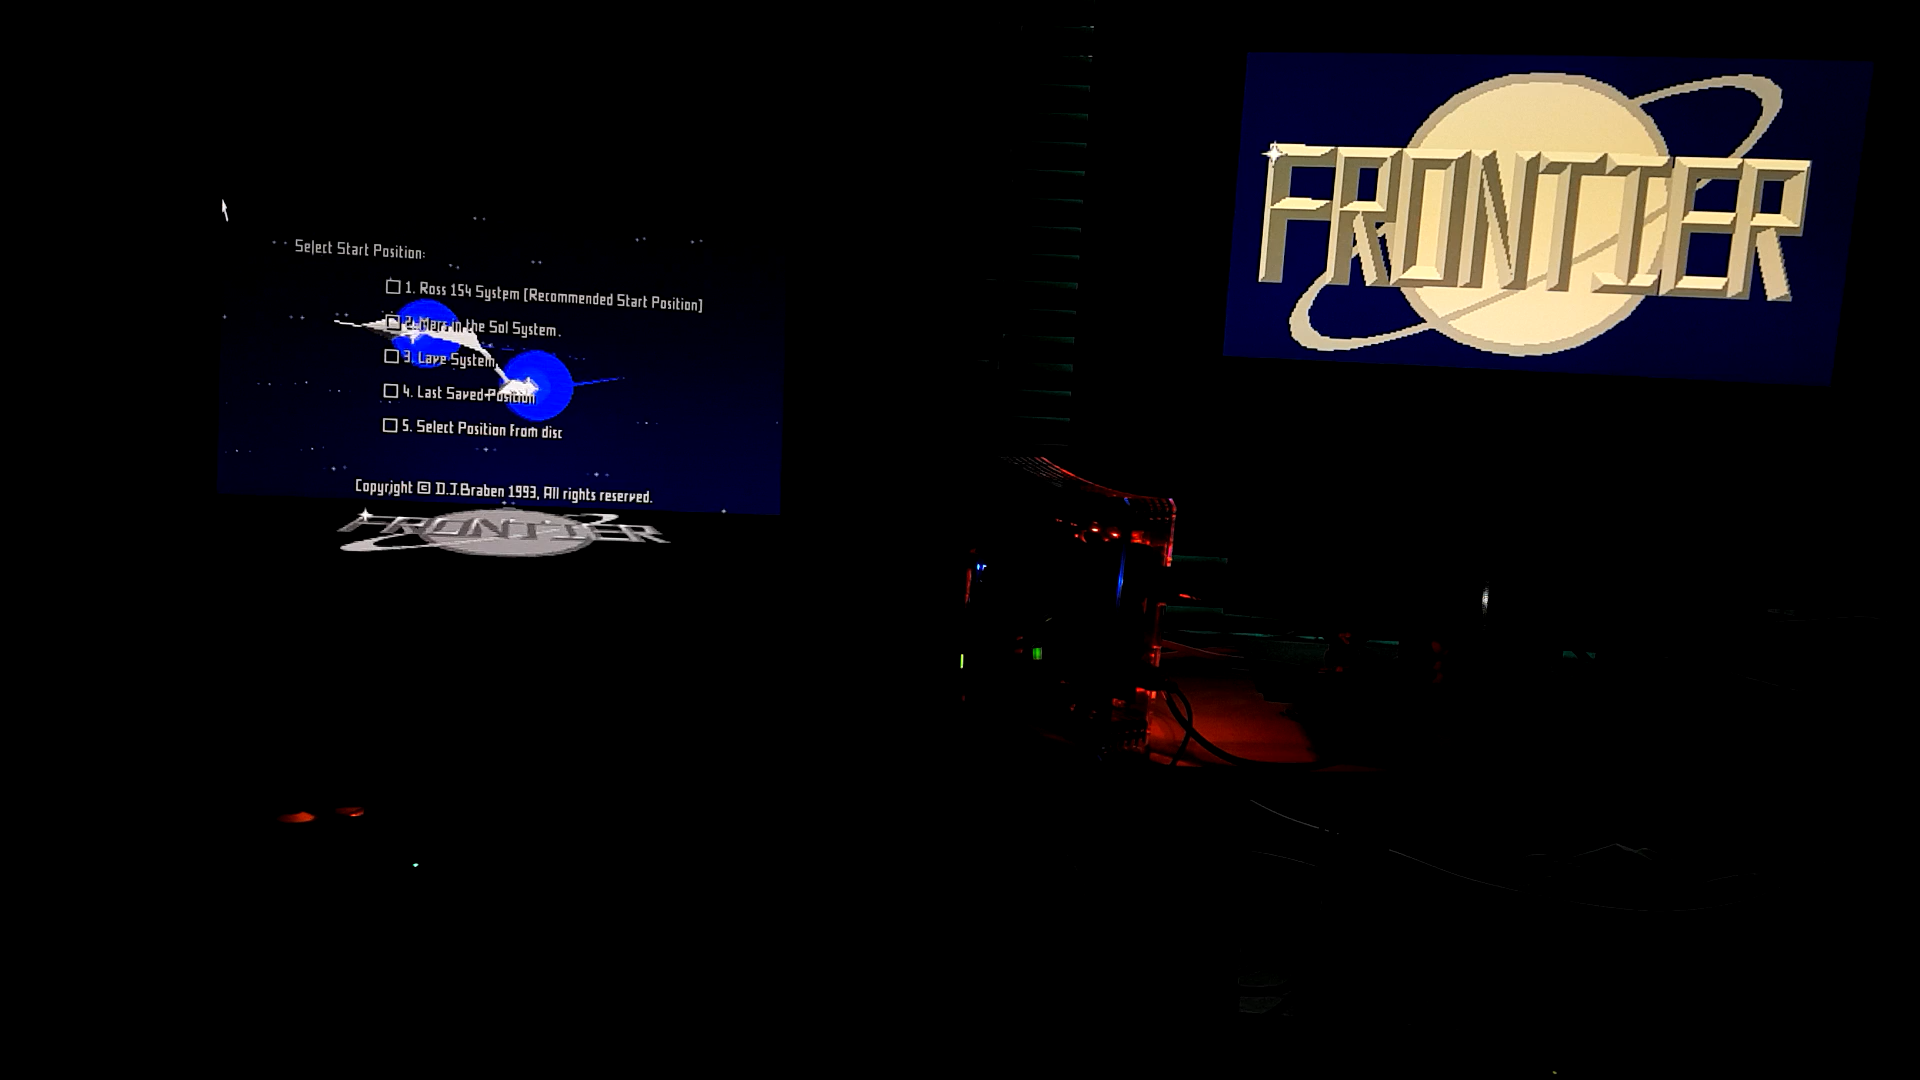 Select Start Position:
1. Ross 154 System [Recommended Start Position]
2. Merc in the Sol System.
3. Lave System.
4. Last Saved Position
5. Select Position from disc
Copyright © D.J.Braben 1993, All rights reserved.
FRONTIER
FRONTIER